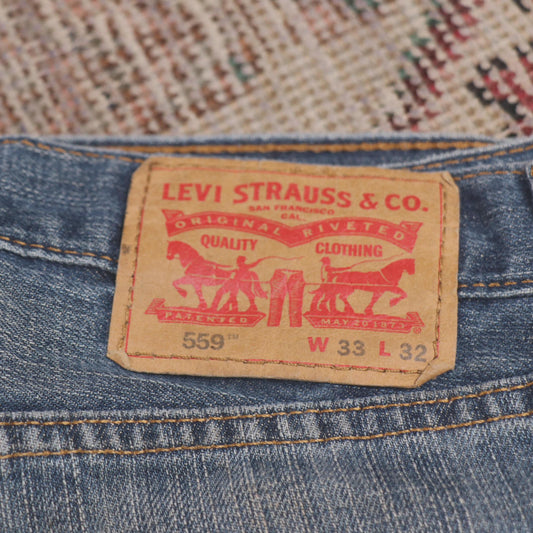 LEVI STRAUSS & CO.
SAN FRANCISCO
CAL.
ORIGINAL RIVETED
QUALITY CLOTHING
PATENTED MAY 20 1873
559™ W 33 L 32